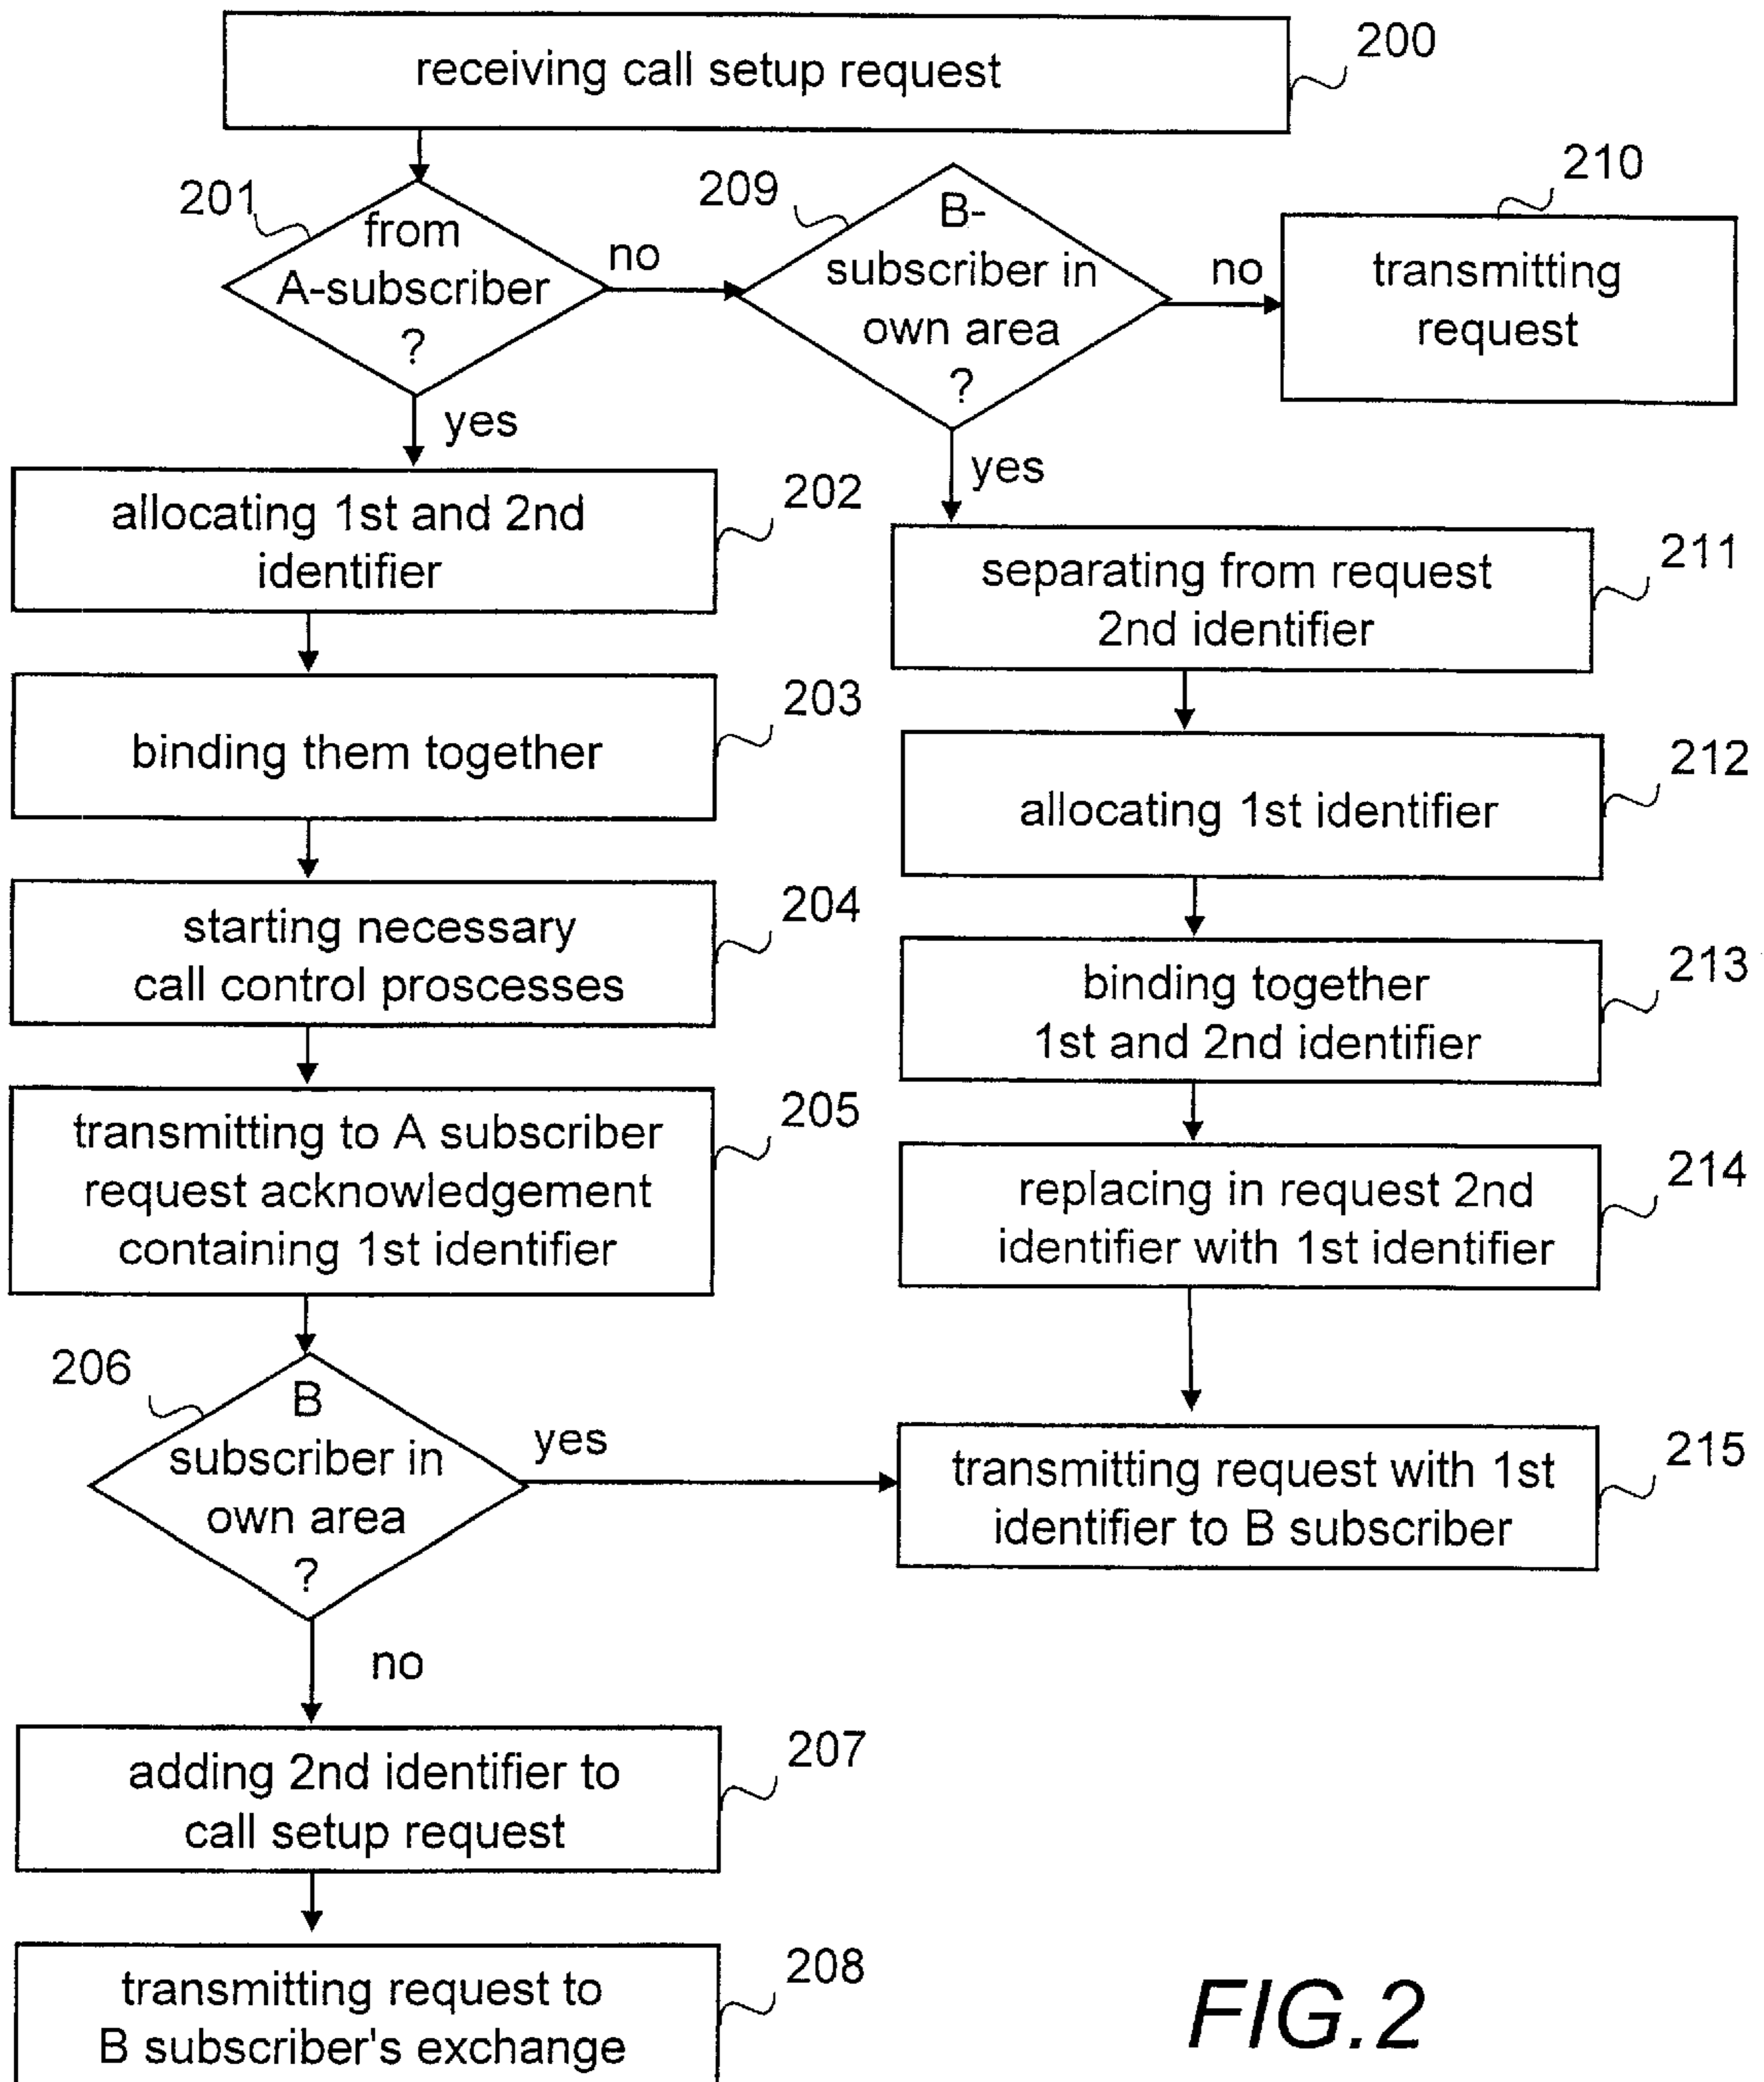 receiving call setup request
200
201
from
A-subscriber
?
no
yes
209
B-
subscriber in
own area
?
no
yes
210
transmitting
request
allocating 1st and 2nd
identifier
202
binding them together
203
starting necessary
call control proscesses
204
transmitting to A subscriber
request acknowledgement
containing 1st identifier
205
206
B
subscriber in
own area
?
yes
no
adding 2nd identifier to
call setup request
207
transmitting request to
B subscriber's exchange
208
separating from request
2nd identifier
211
allocating 1st identifier
212
binding together
1st and 2nd identifier
213
replacing in request 2nd
identifier with 1st identifier
214
transmitting request with 1st
identifier to B subscriber
215
FIG.2